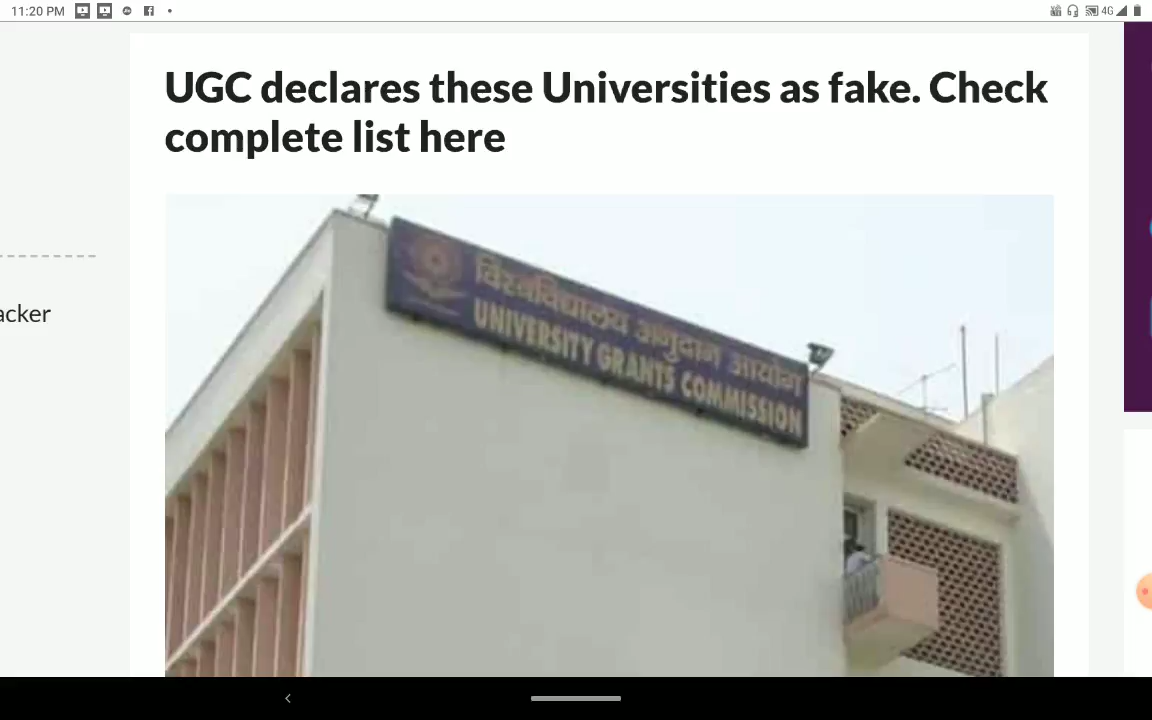 11:20 PM
4G
UGC declares these Universities as fake. Check
complete list here
acker
विश्वविद्यालय अनुदान आयोग
UNIVERSITY GRANTS COMMISSION